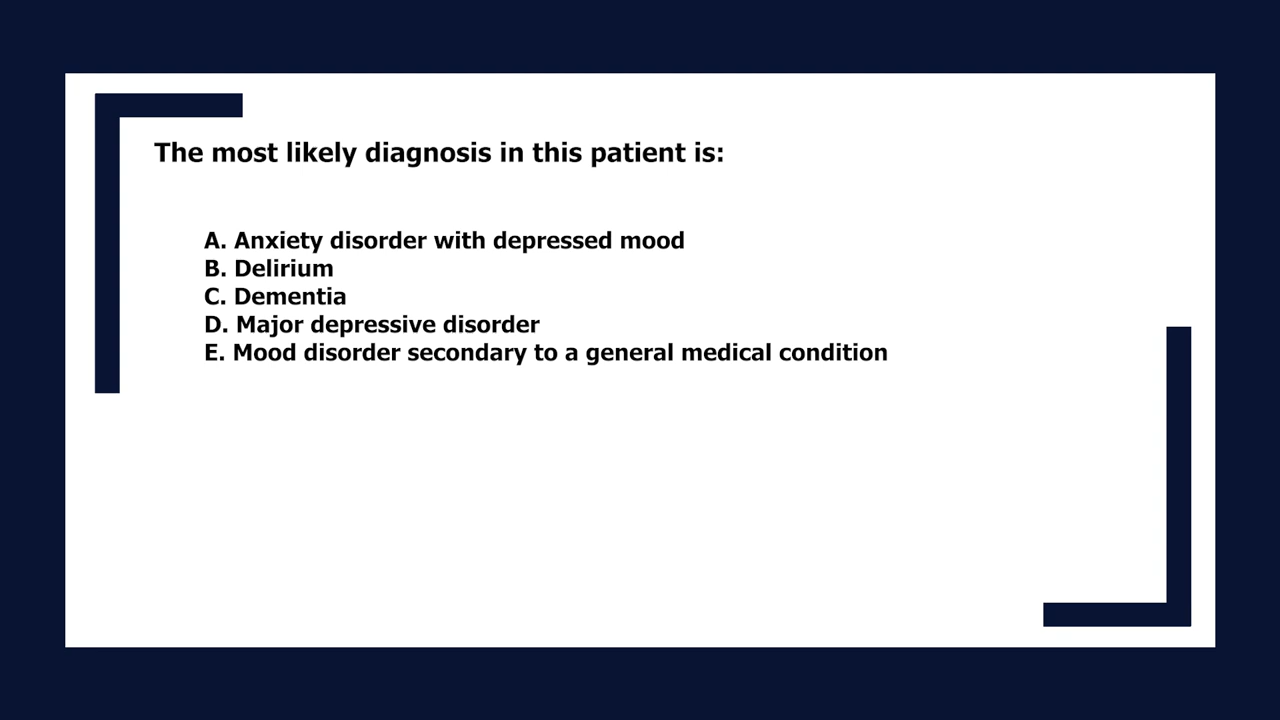 The most likely diagnosis in this patient is:
A. Anxiety disorder with depressed mood
B. Delirium
C. Dementia
D. Major depressive disorder
E. Mood disorder secondary to a general medical condition